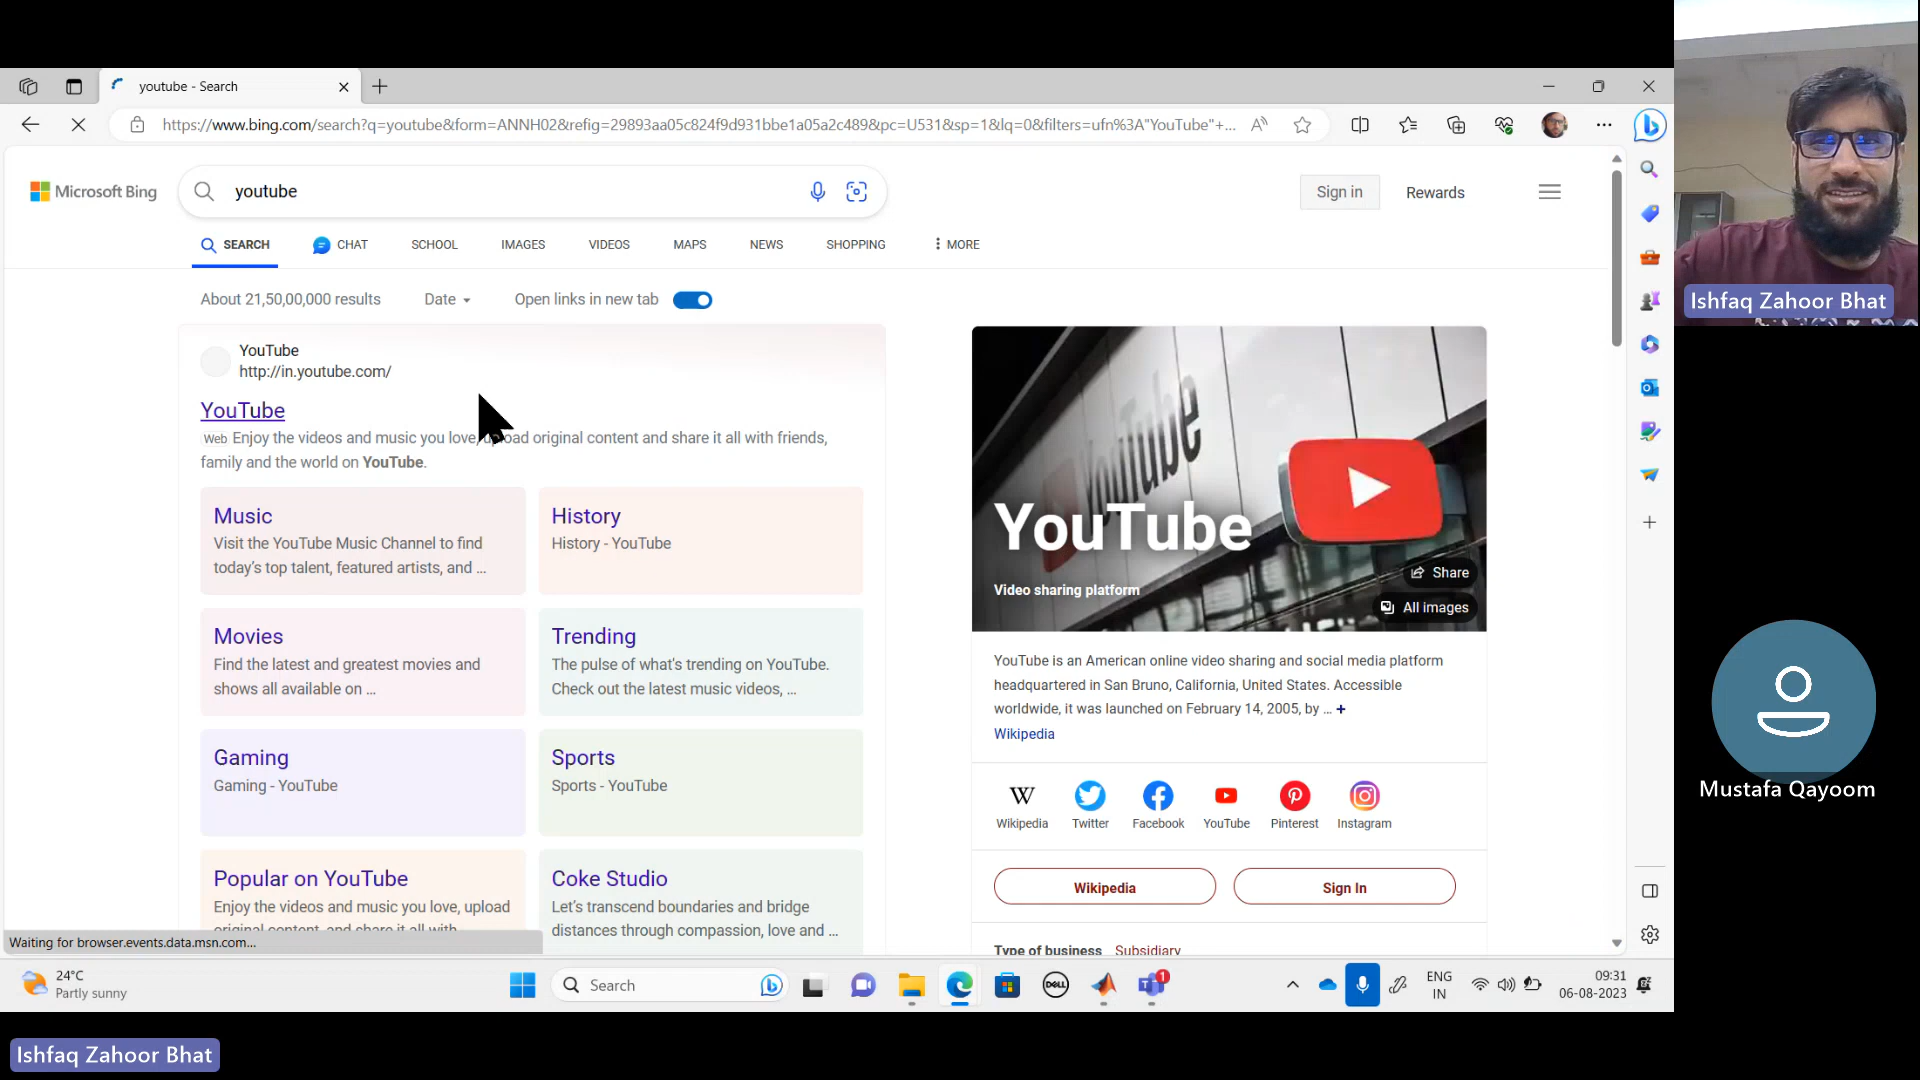 youtube - Search
https://www.bing.com/search?q=youtube&form=ANNH02&refig=29893aa05c824f9d931bbe1a05a2c489&pc=U531&sp=1&lq=0&filters=ufn%3A"YouTube"+...
Microsoft Bing
youtube
Sign in
Rewards
SEARCH
CHAT
SCHOOL
IMAGES
VIDEOS
MAPS
NEWS
SHOPPING
MORE
About 21,50,00,000 results
Date
Open links in new tab
YouTube
http://in.youtube.com/
YouTube
Web Enjoy the videos and music you love, upload original content and share it all with friends,
family and the world on YouTube.
Music
Visit the YouTube Music Channel to find
today's top talent, featured artists, and ...
History
History - YouTube
Movies
Find the latest and greatest movies and
shows all available on ...
Trending
The pulse of what's trending on YouTube.
Check out the latest music videos, ...
Gaming
Gaming - YouTube
Sports
Sports - YouTube
Popular on YouTube
Enjoy the videos and music you love, upload
original content, and share it all with
Coke Studio
Let's transcend boundaries and bridge
distances through compassion, love and ...
Waiting for browser.events.data.msn.com...
YouTube
YouTube
Video sharing platform
Share
All images
YouTube is an American online video sharing and social media platform
headquartered in San Bruno, California, United States. Accessible
worldwide, it was launched on February 14, 2005, by ... +
Wikipedia
W
Wikipedia
Twitter
Facebook
YouTube
Pinterest
Instagram
Wikipedia
Sign In
Type of business Subsidiary
24°C
Partly sunny
Search
DELL
1
ENG
IN
09:31
06-08-2023
Ishfaq Zahoor Bhat
Mustafa Qayoom
Ishfaq Zahoor Bhat